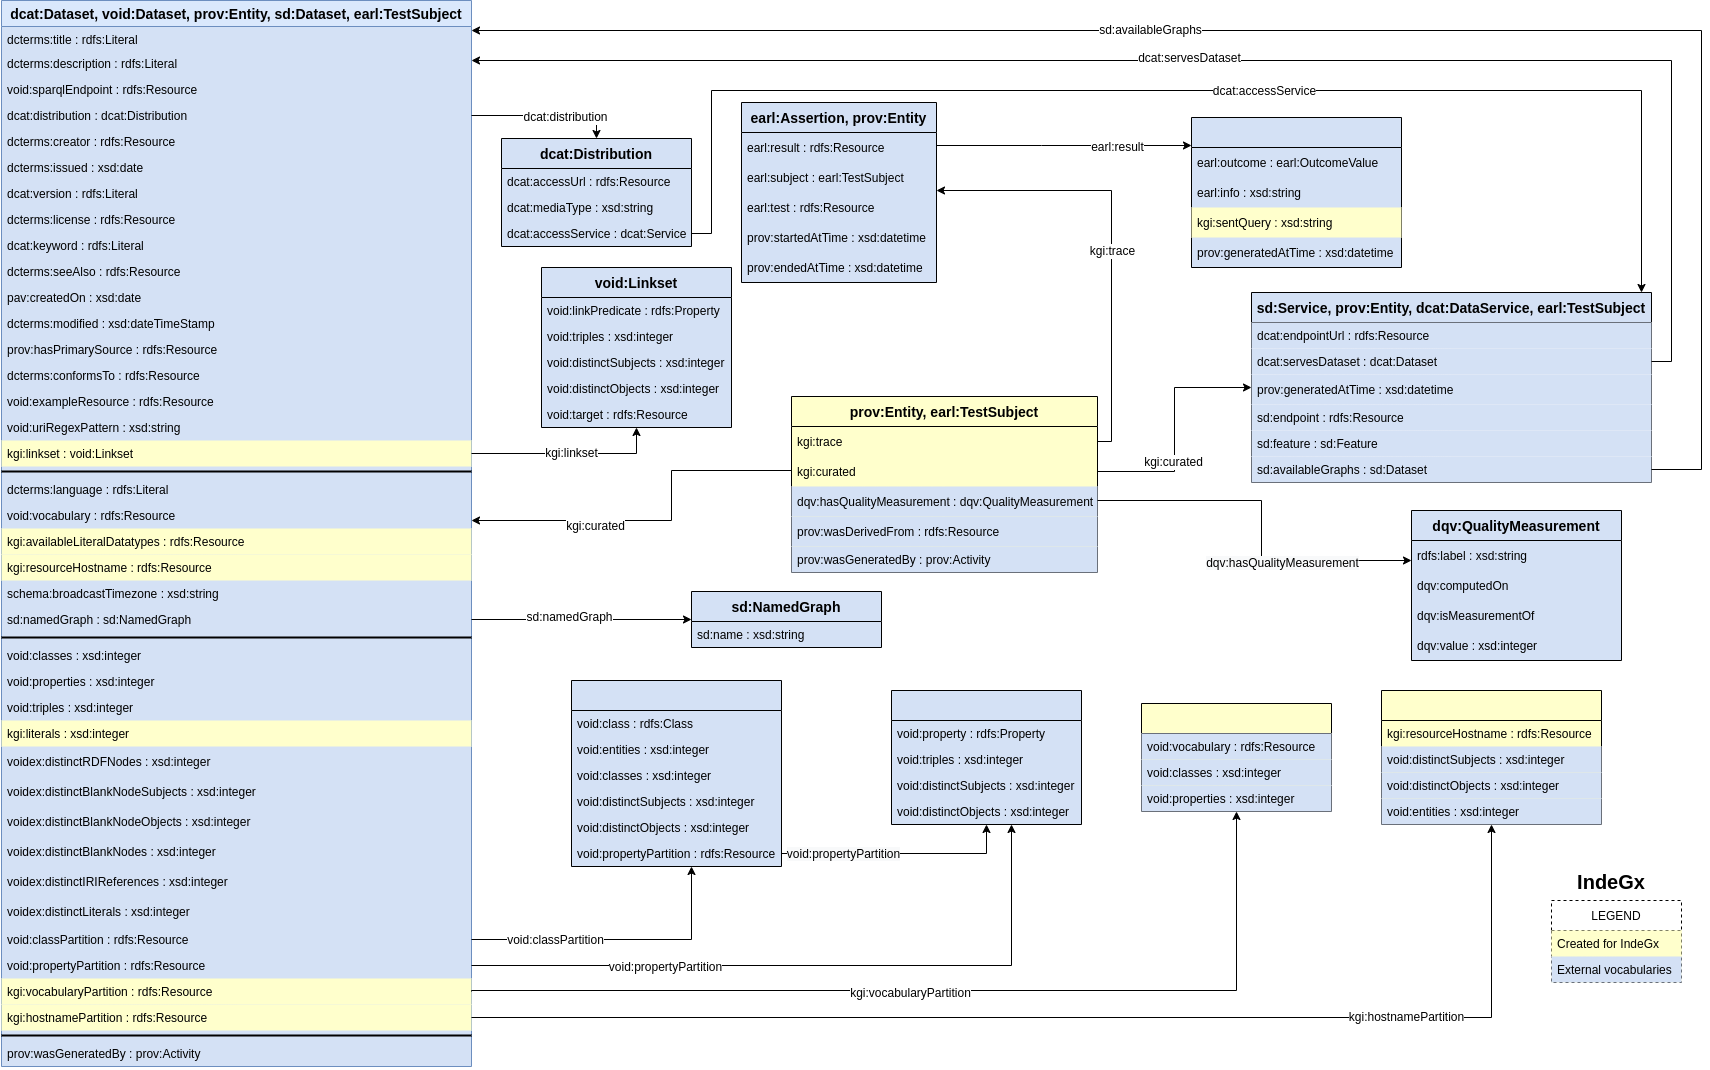 dcat:Dataset, void:Dataset, prov:Entity, sd:Dataset, earl:TestSubject
dcterms:title : rdfs:Literal
dcterms:description : rdfs:Literal
void:sparqlEndpoint : rdfs:Resource
dcat:distribution : dcat:Distribution
dcterms:creator : rdfs:Resource
dcterms:issued : xsd:date
dcat:version : rdfs:Literal
dcterms:license : rdfs:Resource
dcat:keyword : rdfs:Literal
dcterms:seeAlso : rdfs:Resource
pav:createdOn : xsd:date
dcterms:modified : xsd:dateTimeStamp
prov:hasPrimarySource : rdfs:Resource
dcterms:conformsTo : rdfs:Resource
void:exampleResource : rdfs:Resource
void:uriRegexPattern : xsd:string
kgi:linkset : void:Linkset
dcterms:language : rdfs:Literal
void:vocabulary : rdfs:Resource
kgi:availableLiteralDatatypes : rdfs:Resource
kgi:resourceHostname : rdfs:Resource
schema:broadcastTimezone : xsd:string
sd:namedGraph : sd:NamedGraph
void:classes : xsd:integer
void:properties : xsd:integer
void:triples : xsd:integer
kgi:literals : xsd:integer
voidex:distinctRDFNodes : xsd:integer
voidex:distinctBlankNodeSubjects : xsd:integer
voidex:distinctBlankNodeObjects : xsd:integer
voidex:distinctBlankNodes : xsd:integer
voidex:distinctIRIReferences : xsd:integer
voidex:distinctLiterals : xsd:integer
void:classPartition : rdfs:Resource
void:propertyPartition : rdfs:Resource
kgi:vocabularyPartition : rdfs:Resource
kgi:hostnamePartition : rdfs:Resource
prov:wasGeneratedBy : prov:Activity
sd:availableGraphs
dcat:servesDataset
dcat:accessService
dcat:distribution
dcat:Distribution
dcat:accessUrl : rdfs:Resource
dcat:mediaType : xsd:string
dcat:accessService : dcat:Service
earl:Assertion, prov:Entity
earl:result : rdfs:Resource
earl:subject : earl:TestSubject
earl:test : rdfs:Resource
prov:startedAtTime : xsd:datetime
prov:endedAtTime : xsd:datetime
earl:result
earl:outcome : earl:OutcomeValue
earl:info : xsd:string
kgi:sentQuery : xsd:string
prov:generatedAtTime : xsd:datetime
kgi:trace
void:Linkset
void:linkPredicate : rdfs:Property
void:triples : xsd:integer
void:distinctSubjects : xsd:integer
void:distinctObjects : xsd:integer
void:target : rdfs:Resource
kgi:linkset
sd:Service, prov:Entity, dcat:DataService, earl:TestSubject
dcat:endpointUrl : rdfs:Resource
dcat:servesDataset : dcat:Dataset
prov:generatedAtTime : xsd:datetime
sd:endpoint : rdfs:Resource
sd:feature : sd:Feature
sd:availableGraphs : sd:Dataset
prov:Entity, earl:TestSubject
kgi:trace
kgi:curated
dqv:hasQualityMeasurement : dqv:QualityMeasurement
prov:wasDerivedFrom : rdfs:Resource
prov:wasGeneratedBy : prov:Activity
kgi:curated
kgi:curated
dqv:hasQualityMeasurement
dqv:QualityMeasurement
rdfs:label : xsd:string
dqv:computedOn
dqv:isMeasurementOf
dqv:value : xsd:integer
sd:namedGraph
sd:NamedGraph
sd:name : xsd:string
void:class : rdfs:Class
void:entities : xsd:integer
void:classes : xsd:integer
void:distinctSubjects : xsd:integer
void:distinctObjects : xsd:integer
void:propertyPartition : rdfs:Resource
void:propertyPartition
void:property : rdfs:Property
void:triples : xsd:integer
void:distinctSubjects : xsd:integer
void:distinctObjects : xsd:integer
void:vocabulary : rdfs:Resource
void:classes : xsd:integer
void:properties : xsd:integer
kgi:resourceHostname : rdfs:Resource
void:distinctSubjects : xsd:integer
void:distinctObjects : xsd:integer
void:entities : xsd:integer
void:classPartition
void:propertyPartition
kgi:vocabularyPartition
kgi:hostnamePartition
IndeGx
LEGEND
Created for IndeGx
External vocabularies